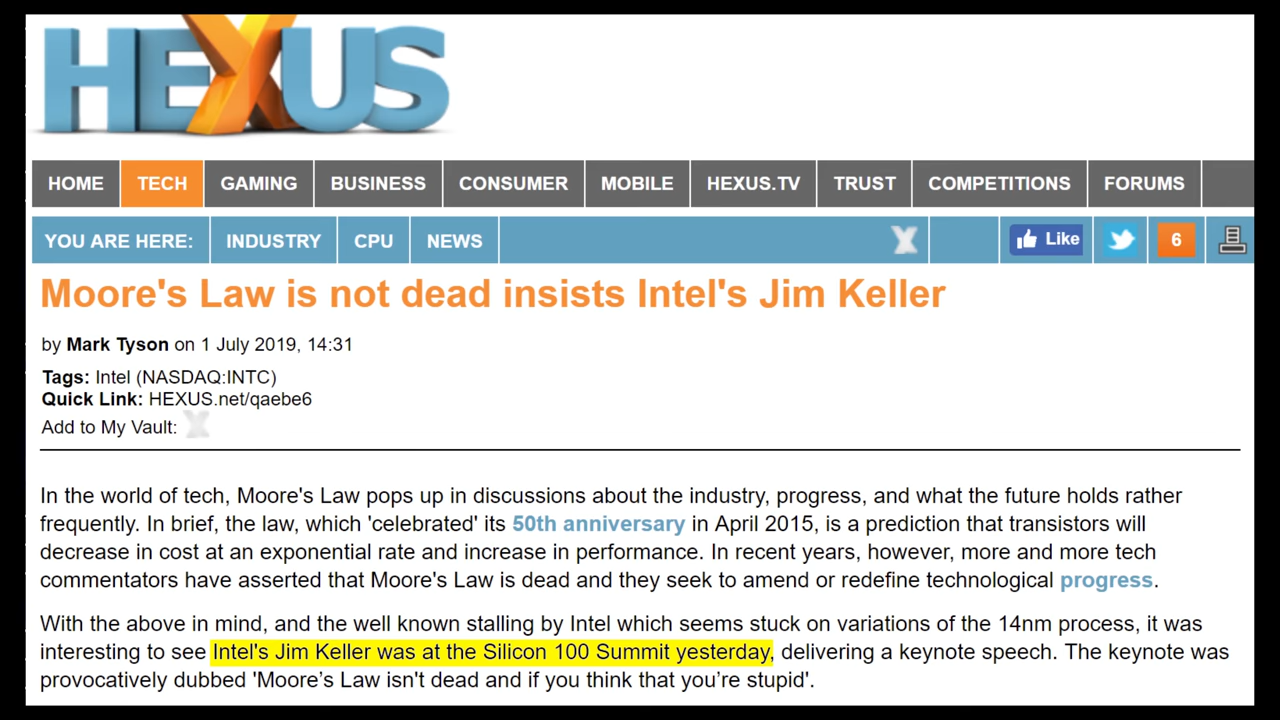 HEXUS
HOME TECH GAMING BUSINESS CONSUMER MOBILE HEXUS.TV TRUST COMPETITIONS FORUMS
YOU ARE HERE: INDUSTRY CPU NEWS X Like 6
Moore's Law is not dead insists Intel's Jim Keller
by Mark Tyson on 1 July 2019, 14:31
Tags: Intel (NASDAQ:INTC)
Quick Link: HEXUS.net/qaebe6
Add to My Vault: X
In the world of tech, Moore's Law pops up in discussions about the industry, progress, and what the future holds rather
frequently. In brief, the law, which 'celebrated' its 50th anniversary in April 2015, is a prediction that transistors will
decrease in cost at an exponential rate and increase in performance. In recent years, however, more and more tech
commentators have asserted that Moore's Law is dead and they seek to amend or redefine technological progress.
With the above in mind, and the well known stalling by Intel which seems stuck on variations of the 14nm process, it was
interesting to see Intel's Jim Keller was at the Silicon 100 Summit yesterday, delivering a keynote speech. The keynote was
provocatively dubbed 'Moore’s Law isn't dead and if you think that you’re stupid'.